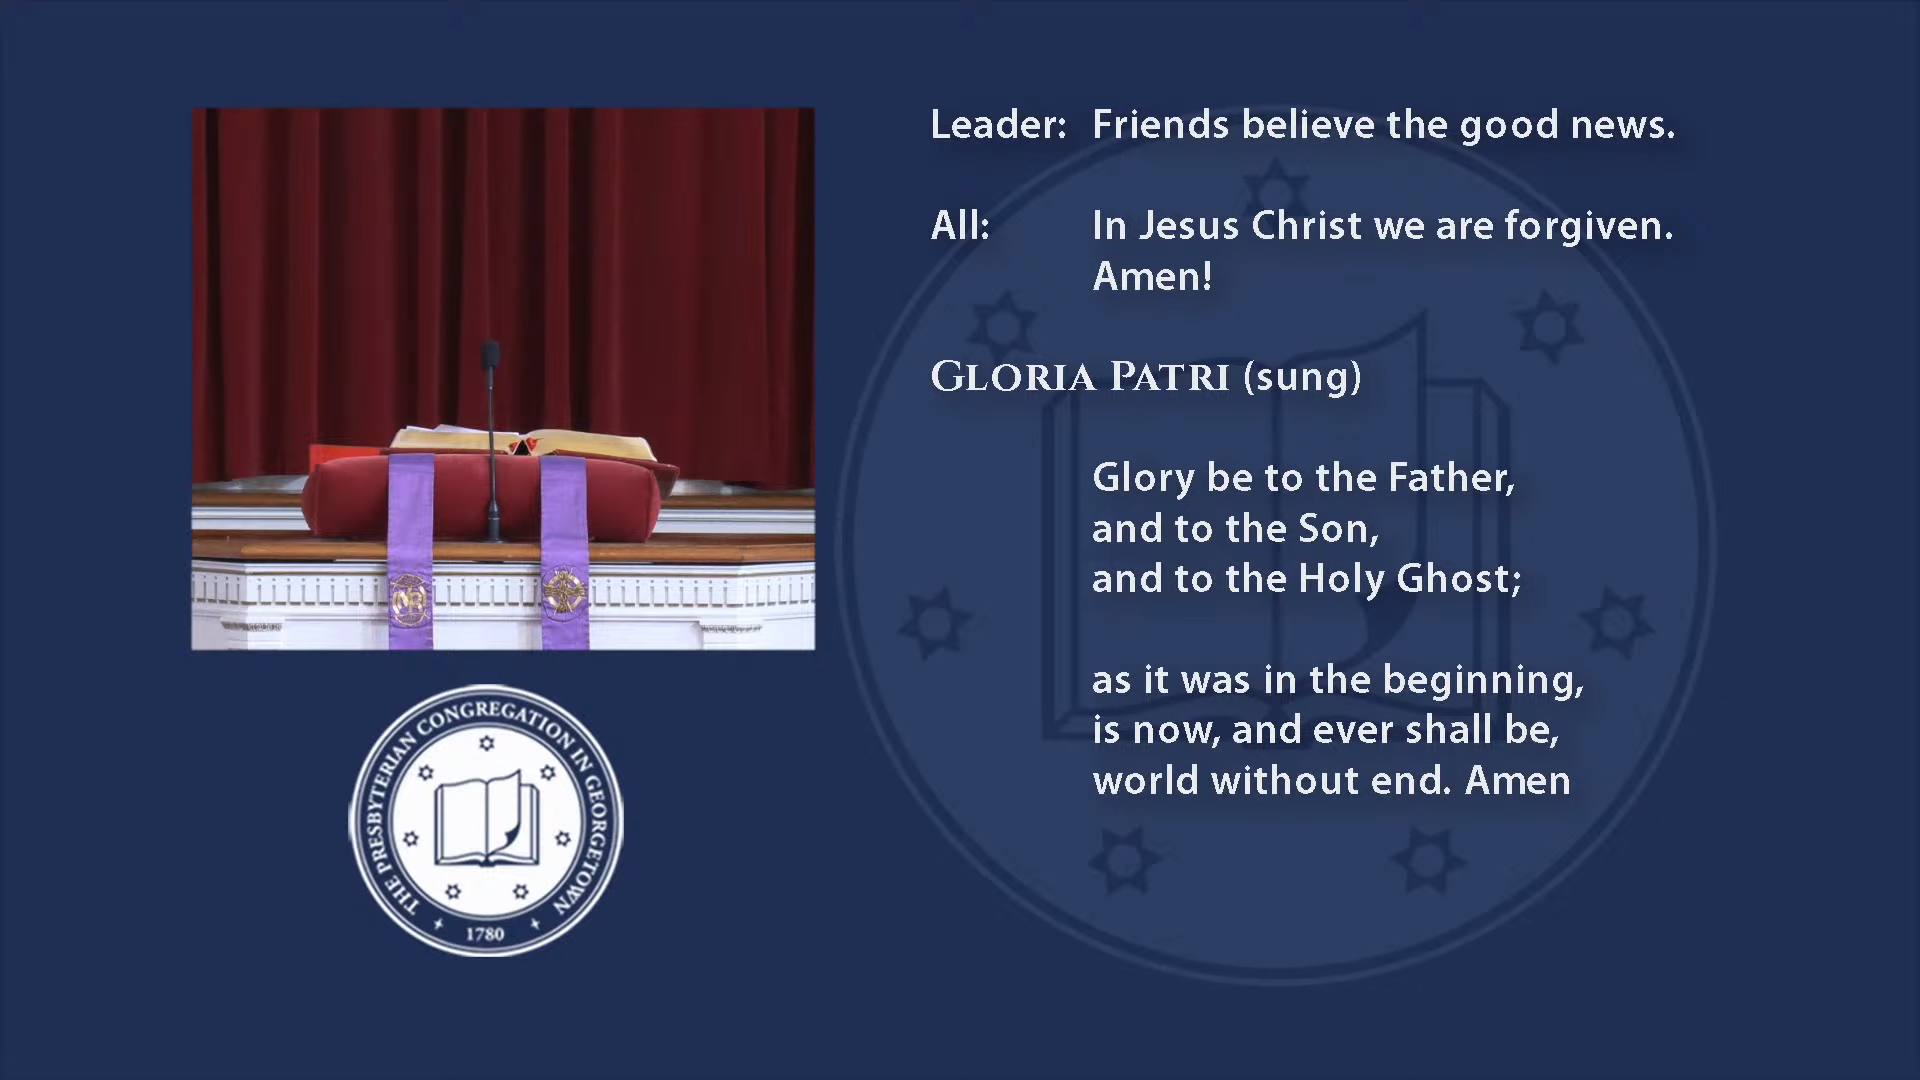 Leader: Friends believe the good news.
All: In Jesus Christ we are forgiven.
Amen!
GLORIA PATRI (sung)
Glory be to the Father,
and to the Son,
and to the Holy Ghost;
as it was in the beginning,
is now, and ever shall be,
world without end. Amen
THE PRESBYTERIAN CONGREGATION IN GEORGETOWN
1780